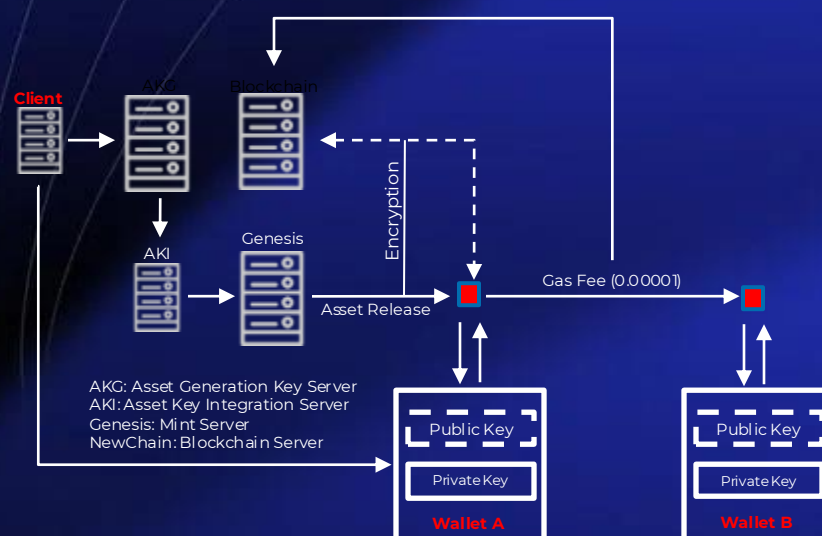 AKG
Blockchain
Client
Encryption
Genesis
AKI
Gas Fee (0.00001)
Asset Release
AKG: Asset Generation Key Server
AKI: Asset Key Integration Server
Genesis: Mint Server
NewChain: Blockchain Server
Public Key
Public Key
Private Key
Private Key
Wallet A
Wallet B